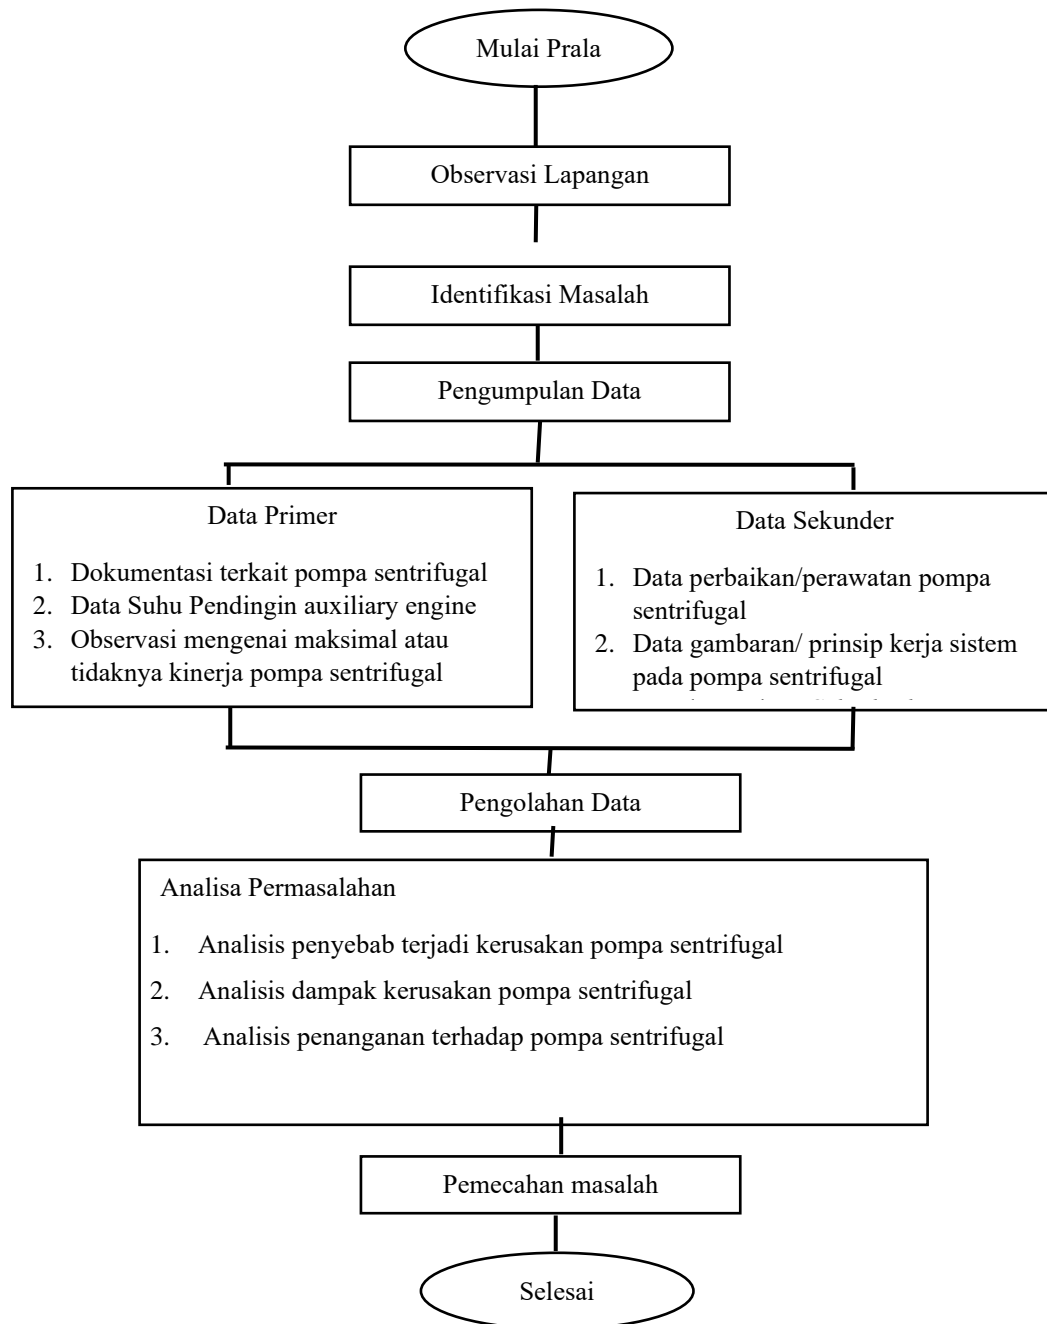 Mulai Prala
Observasi Lapangan
Identifikasi Masalah
Pengumpulan Data
Data Primer
1. Dokumentasi terkait pompa sentrifugal
2. Data Suhu Pendingin auxiliary engine
3. Observasi mengenai maksimal atau
tidaknya kinerja pompa sentrifugal
Data Sekunder
1. Data perbaikan/perawatan pompa
sentrifugal
2. Data gambaran/ prinsip kerja sistem
pada pompa sentrifugal
Pengolahan Data
Analisa Permasalahan
1. Analisis penyebab terjadi kerusakan pompa sentrifugal
2. Analisis dampak kerusakan pompa sentrifugal
3. Analisis penanganan terhadap pompa sentrifugal
Pemecahan masalah
Selesai